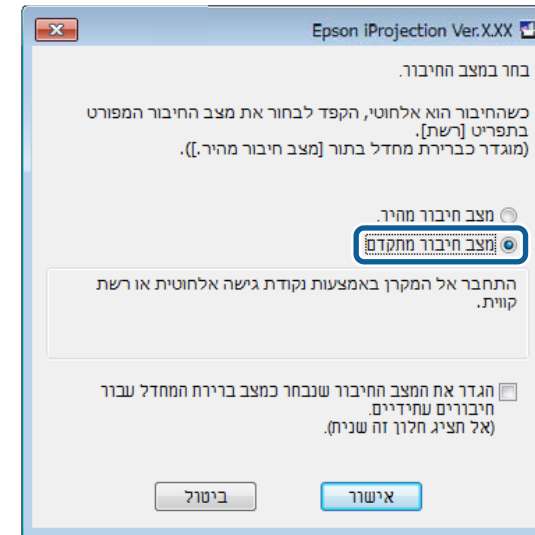 Epson iProjection Ver.X.XX
בחר במצב החיבור.
כשהחיבור הוא אלחוטי, הקפד לבחור את מצב החיבור המפורט
בתפריט [רשת].
(מוגדר כברירת מחדל בתור [מצב חיבור מהיר.]).
מצב חיבור מהיר.
מצב חיבור מתקדם
התחבר אל המקרן באמצעות נקודת גישה אלחוטית או רשת
קווית.
הגדר את המצב החיבור שנבחר כמצב ברירת המחדל עבור
חיבורים עתידיים.
(אל תציג חלון זה שנית).
אישור
ביטול